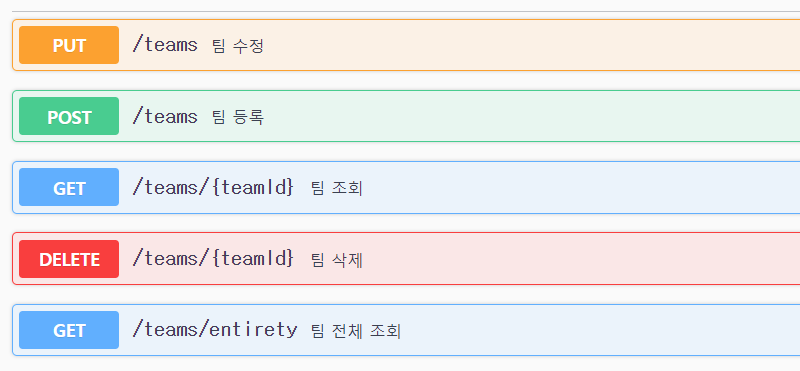 PUT /teams 팀 수정
POST /teams 팀 등록
GET /teams/{teamId} 팀 조회
DELETE /teams/{teamId} 팀 삭제
GET /teams/entirety 팀 전체 조회